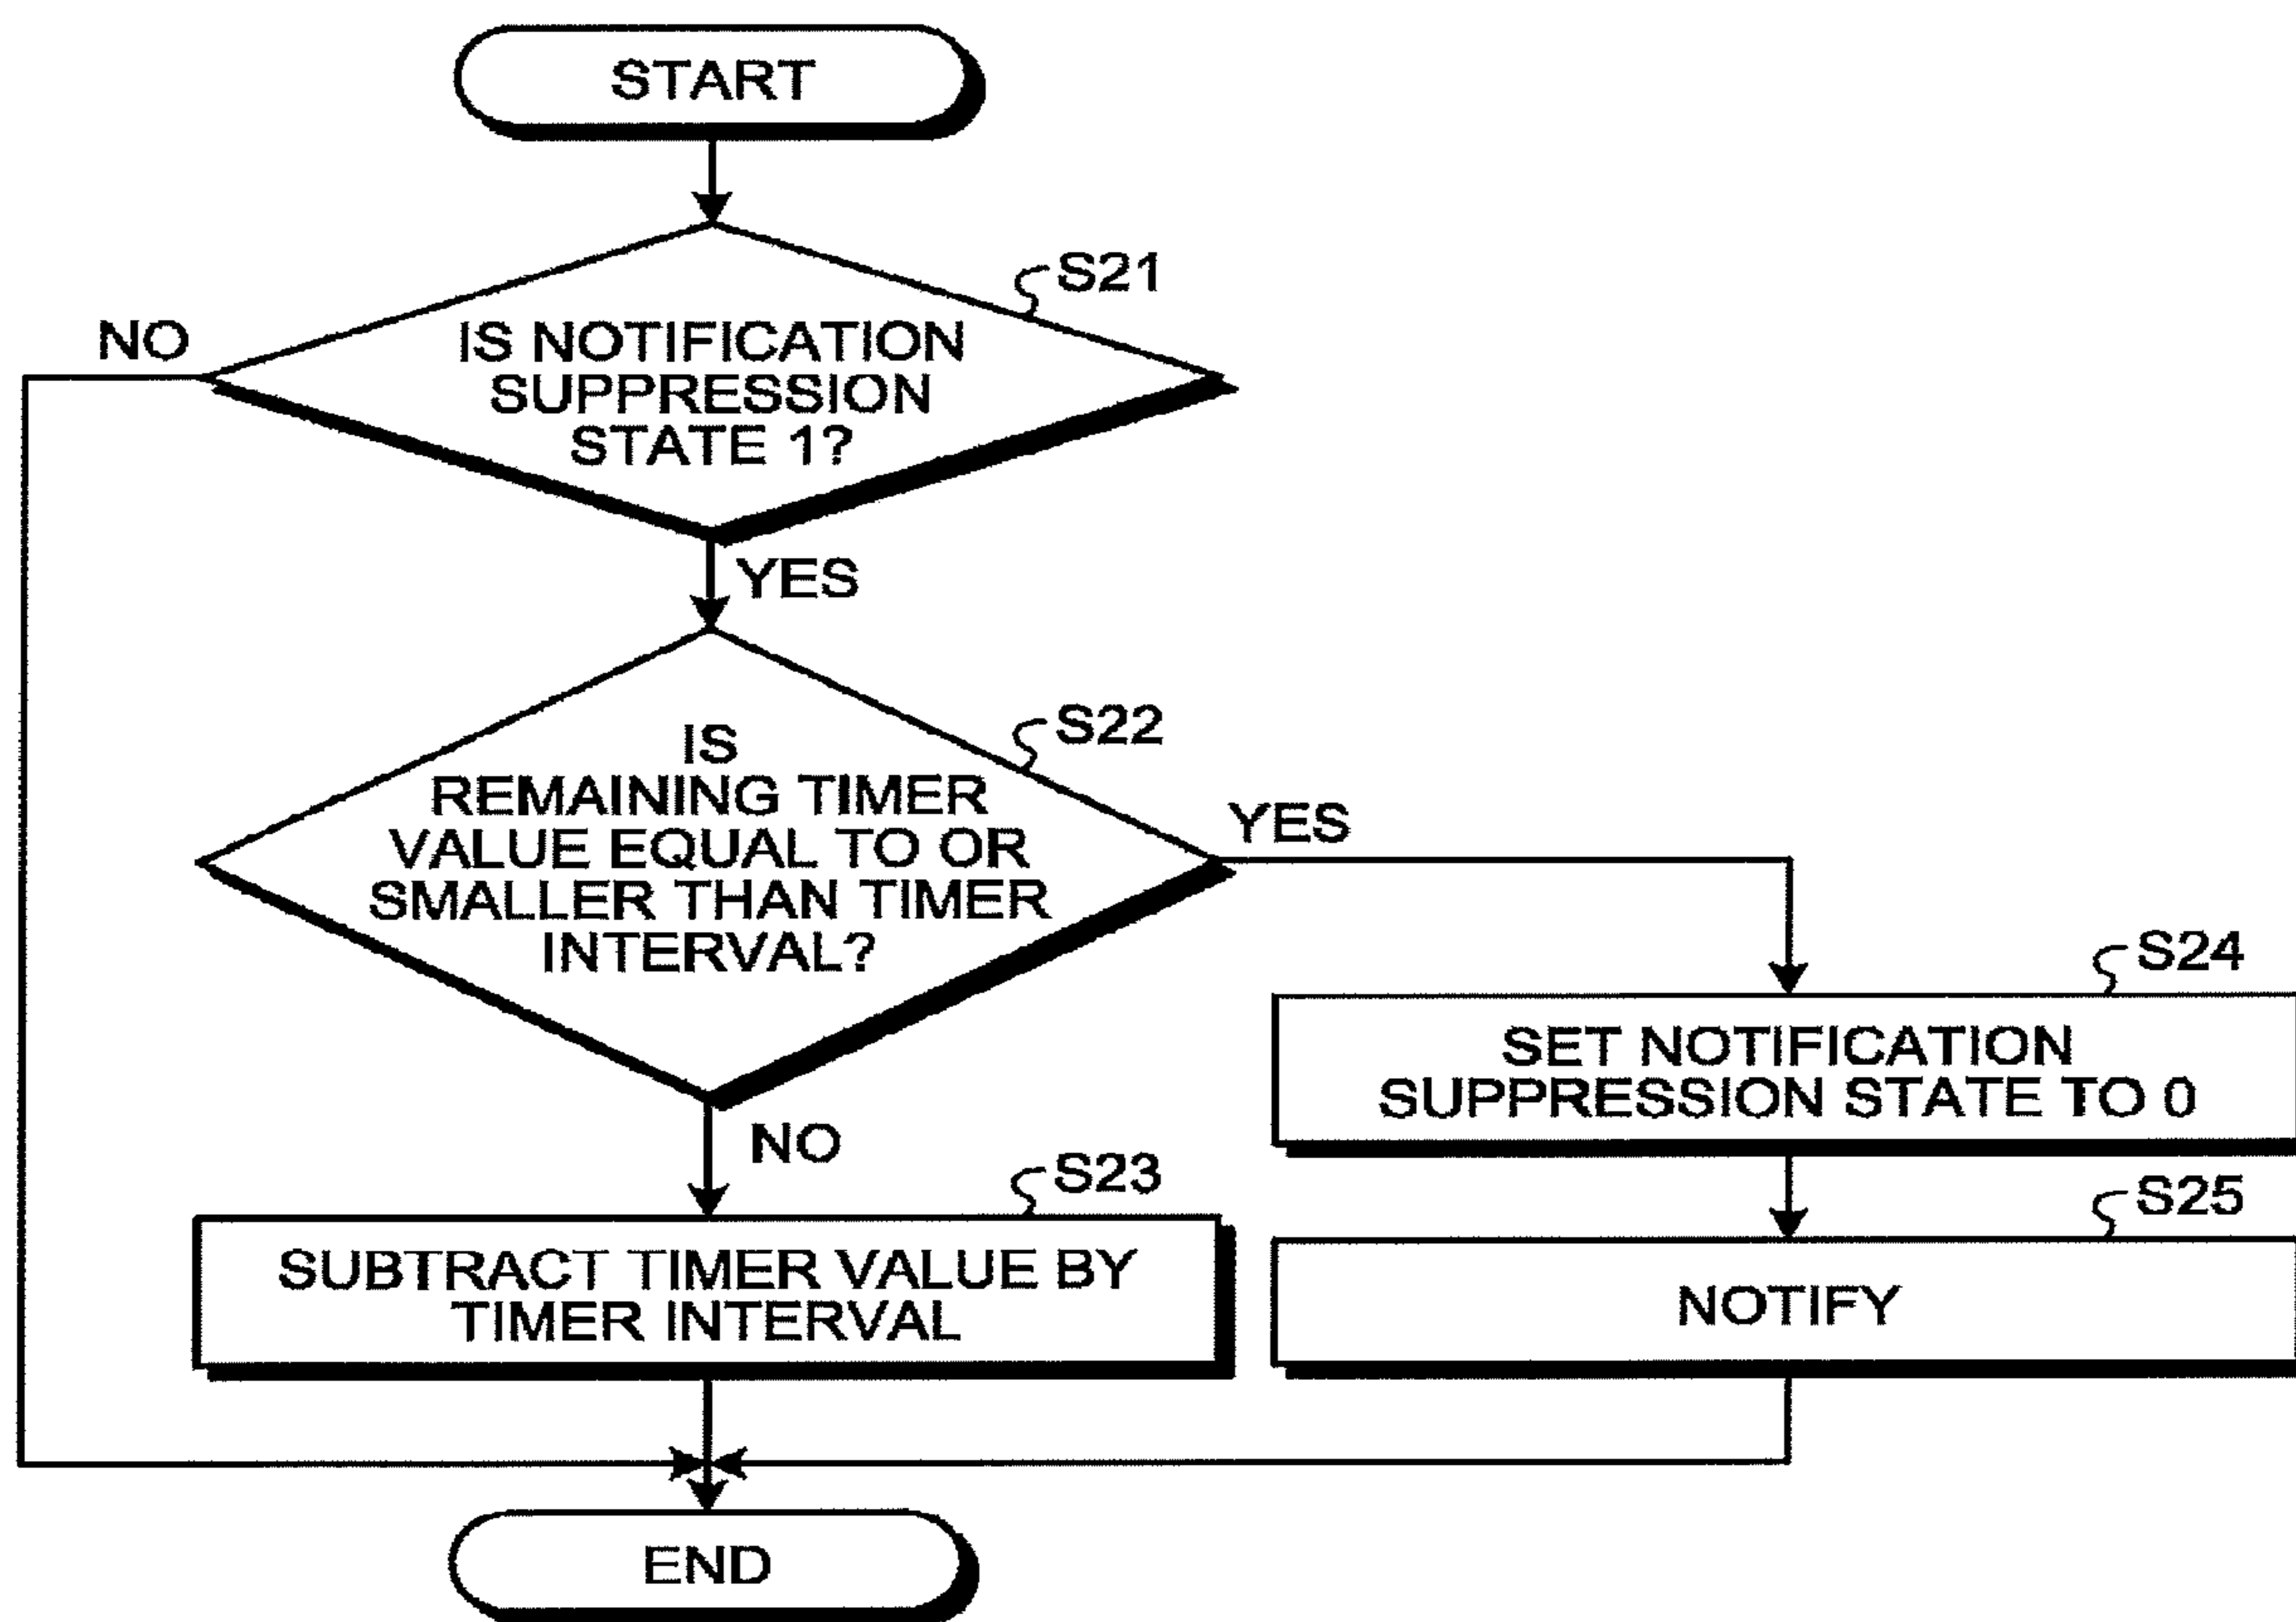 START
S21
NO
IS NOTIFICATION
SUPPRESSION
STATE 1?
YES
S22
IS
REMAINING TIMER
VALUE EQUAL TO OR
SMALLER THAN TIMER
INTERVAL?
YES
S24
SET NOTIFICATION
SUPPRESSION STATE TO 0
NO
S23
SUBTRACT TIMER VALUE BY
TIMER INTERVAL
S25
NOTIFY
END